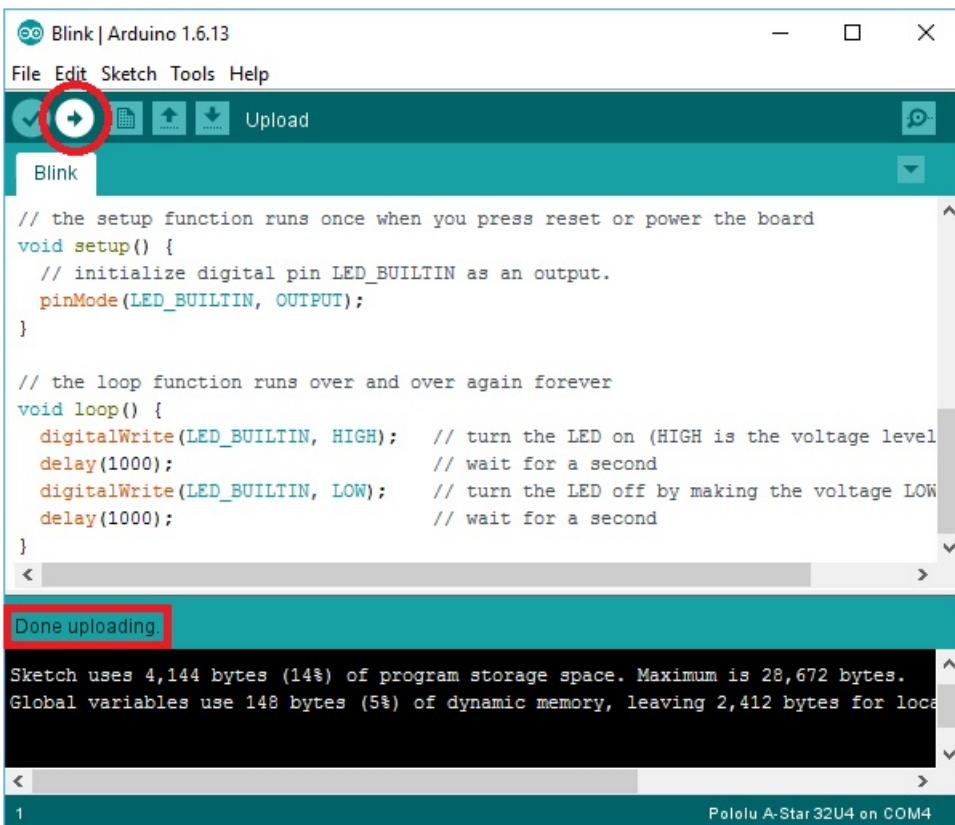 Blink | Arduino 1.6.13
File Edit Sketch Tools Help
Upload
Blink
// the setup function runs once when you press reset or power the board
void setup() {
  // initialize digital pin LED_BUILTIN as an output.
  pinMode(LED_BUILTIN, OUTPUT);
}
// the loop function runs over and over again forever
void loop() {
  digitalWrite(LED_BUILTIN, HIGH);   // turn the LED on (HIGH is the voltage level
  delay(1000);                       // wait for a second
  digitalWrite(LED_BUILTIN, LOW);    // turn the LED off by making the voltage LOW
  delay(1000);                       // wait for a second
}
Done uploading.
Sketch uses 4,144 bytes (14%) of program storage space. Maximum is 28,672 bytes.
Global variables use 148 bytes (5%) of dynamic memory, leaving 2,412 bytes for loca
1 Pololu A-Star 32U4 on COM4